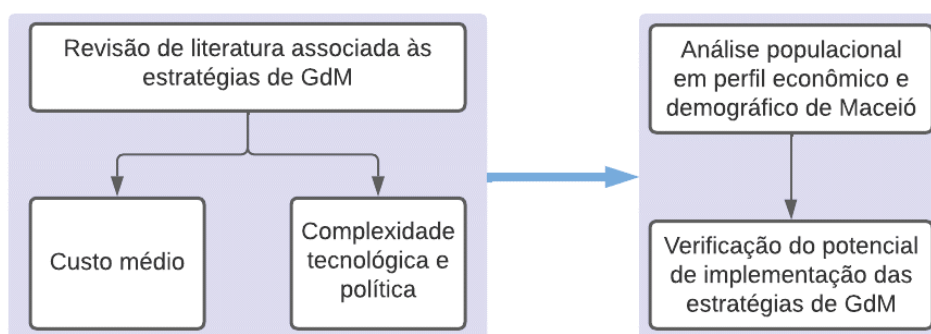 Revisão de literatura associada às
estratégias de GdM
Custo médio
Complexidade
tecnológica e
política
Análise populacional
em perfil econômico e
demográfico de Maceió
Verificação do potencial
de implementação das
estratégias de GdM